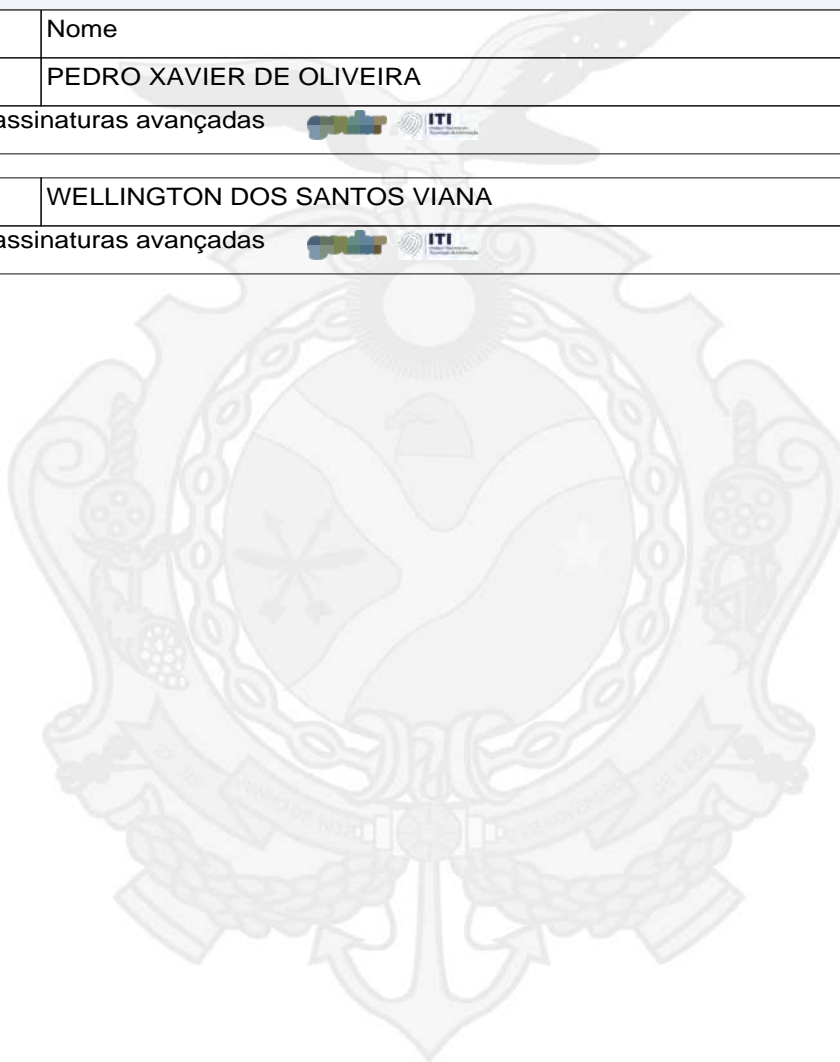 Nome
PEDRO XAVIER DE OLIVEIRA
assinaturas avançadas
ITI
WELLINGTON DOS SANTOS VIANA
assinaturas avançadas
ITI